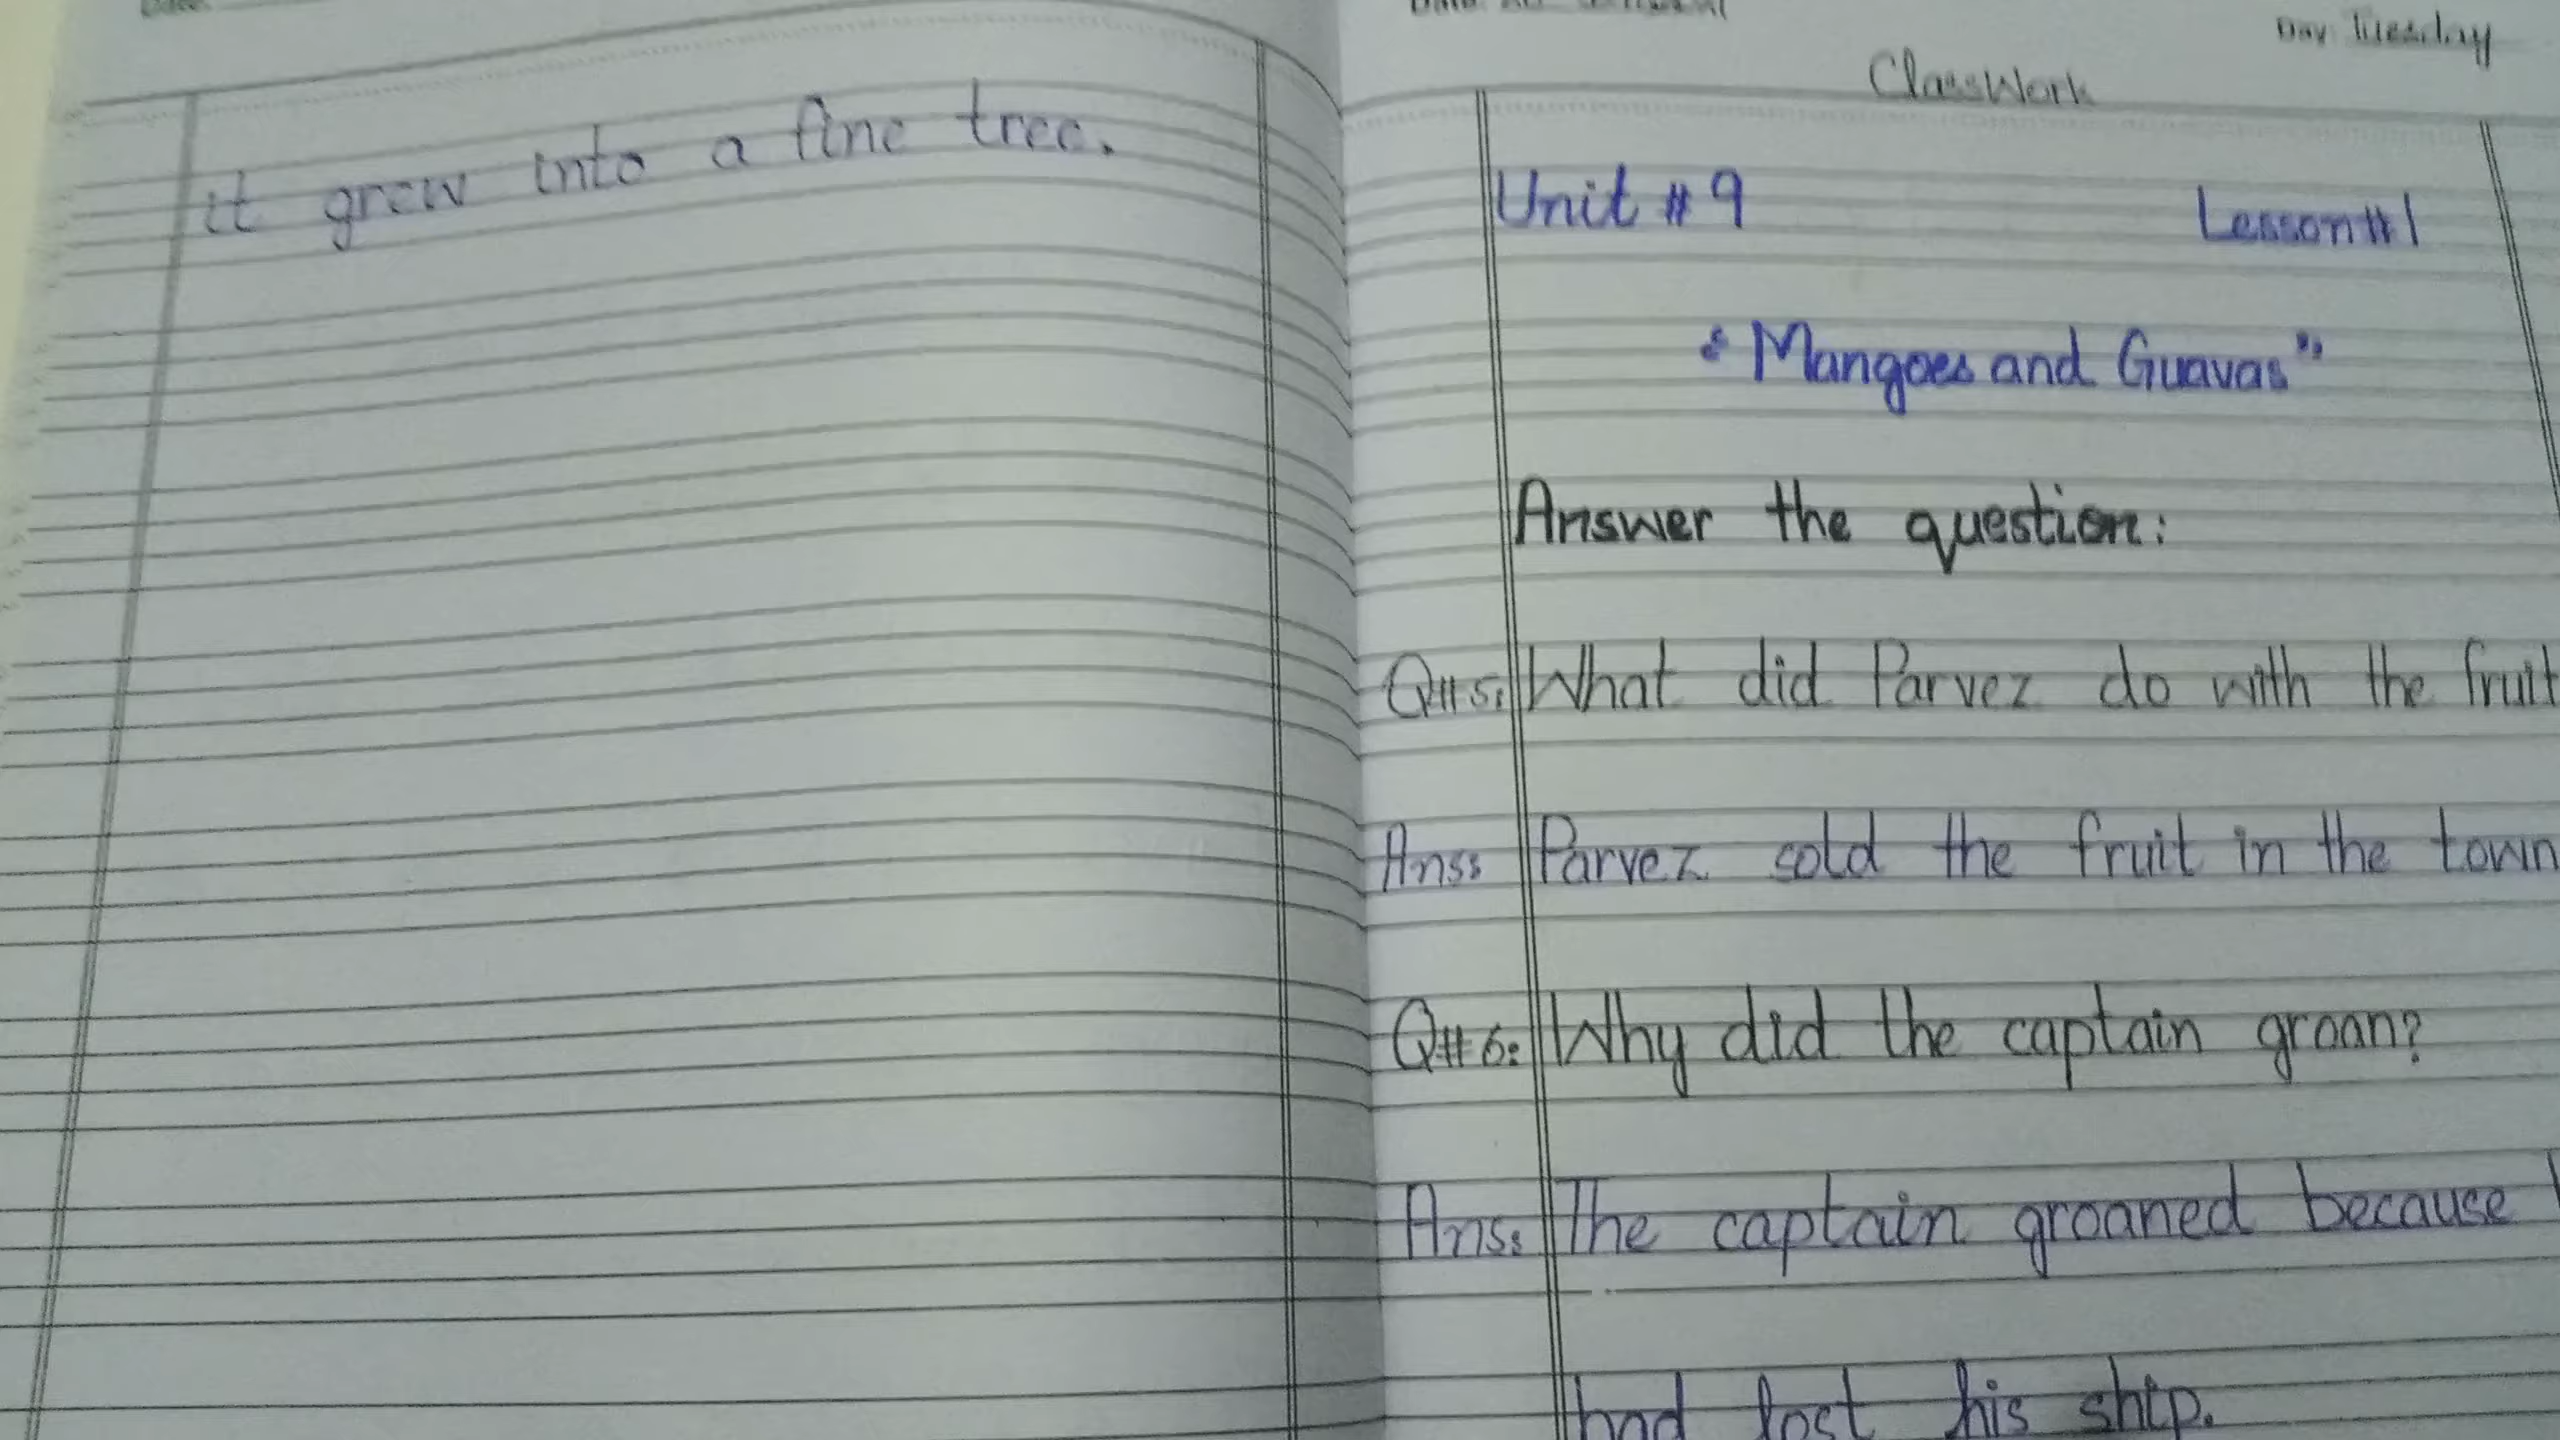 it grew into a fine tree.
Day Tuesday
ClassWork
Unit # 9 Lesson # 1
"Mangoes and Guavas"
Answer the question:
Q# 5: What did Parvez do with the fruit
Ans: Parvez sold the fruit in the town
Q# 6: Why did the captain groan?
Ans: The captain groaned because
had lost his ship.